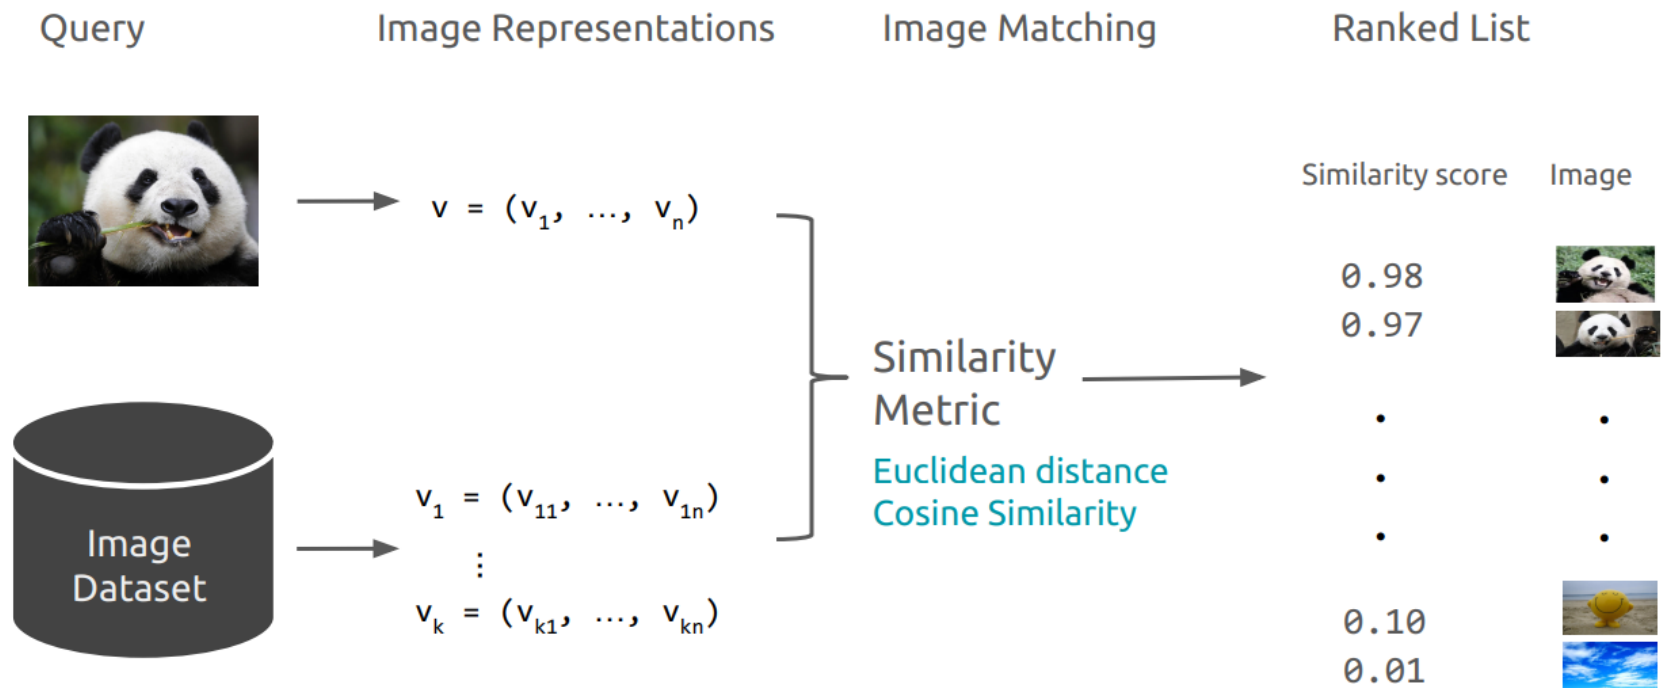 Query
Image Representations
Image Matching
Ranked List
Similarity score
Image
v = (v1, ..., vn)
0.98
0.97
Similarity
Metric
Euclidean distance
Cosine Similarity
Image
Dataset
v1 = (v11, ..., v1n)
⋮
vk = (vk1, ..., vkn)
0.10
0.01